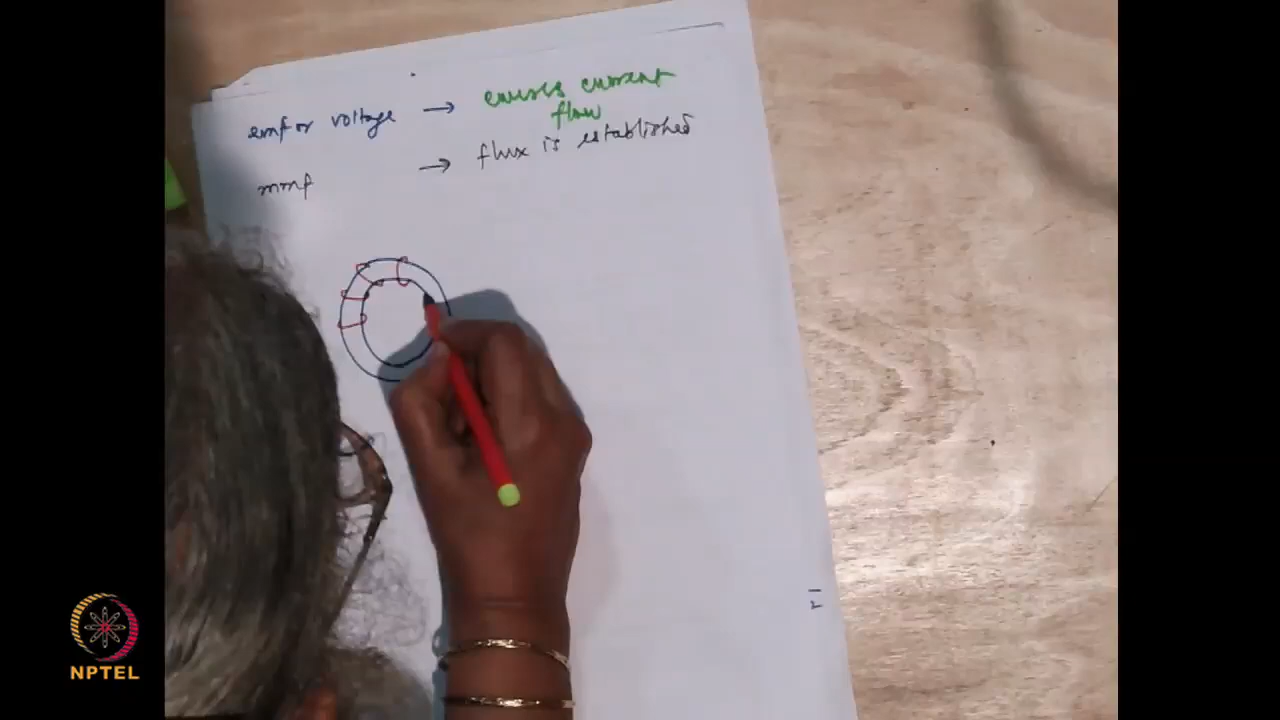 emf or voltage → causes current
flow
mmf → flux is established
NPTEL